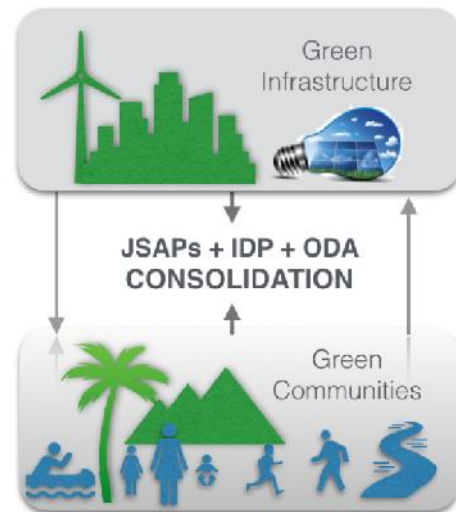 Green
Infrastructure
JSAPs + IDP + ODA
CONSOLIDATION
Green
Communities